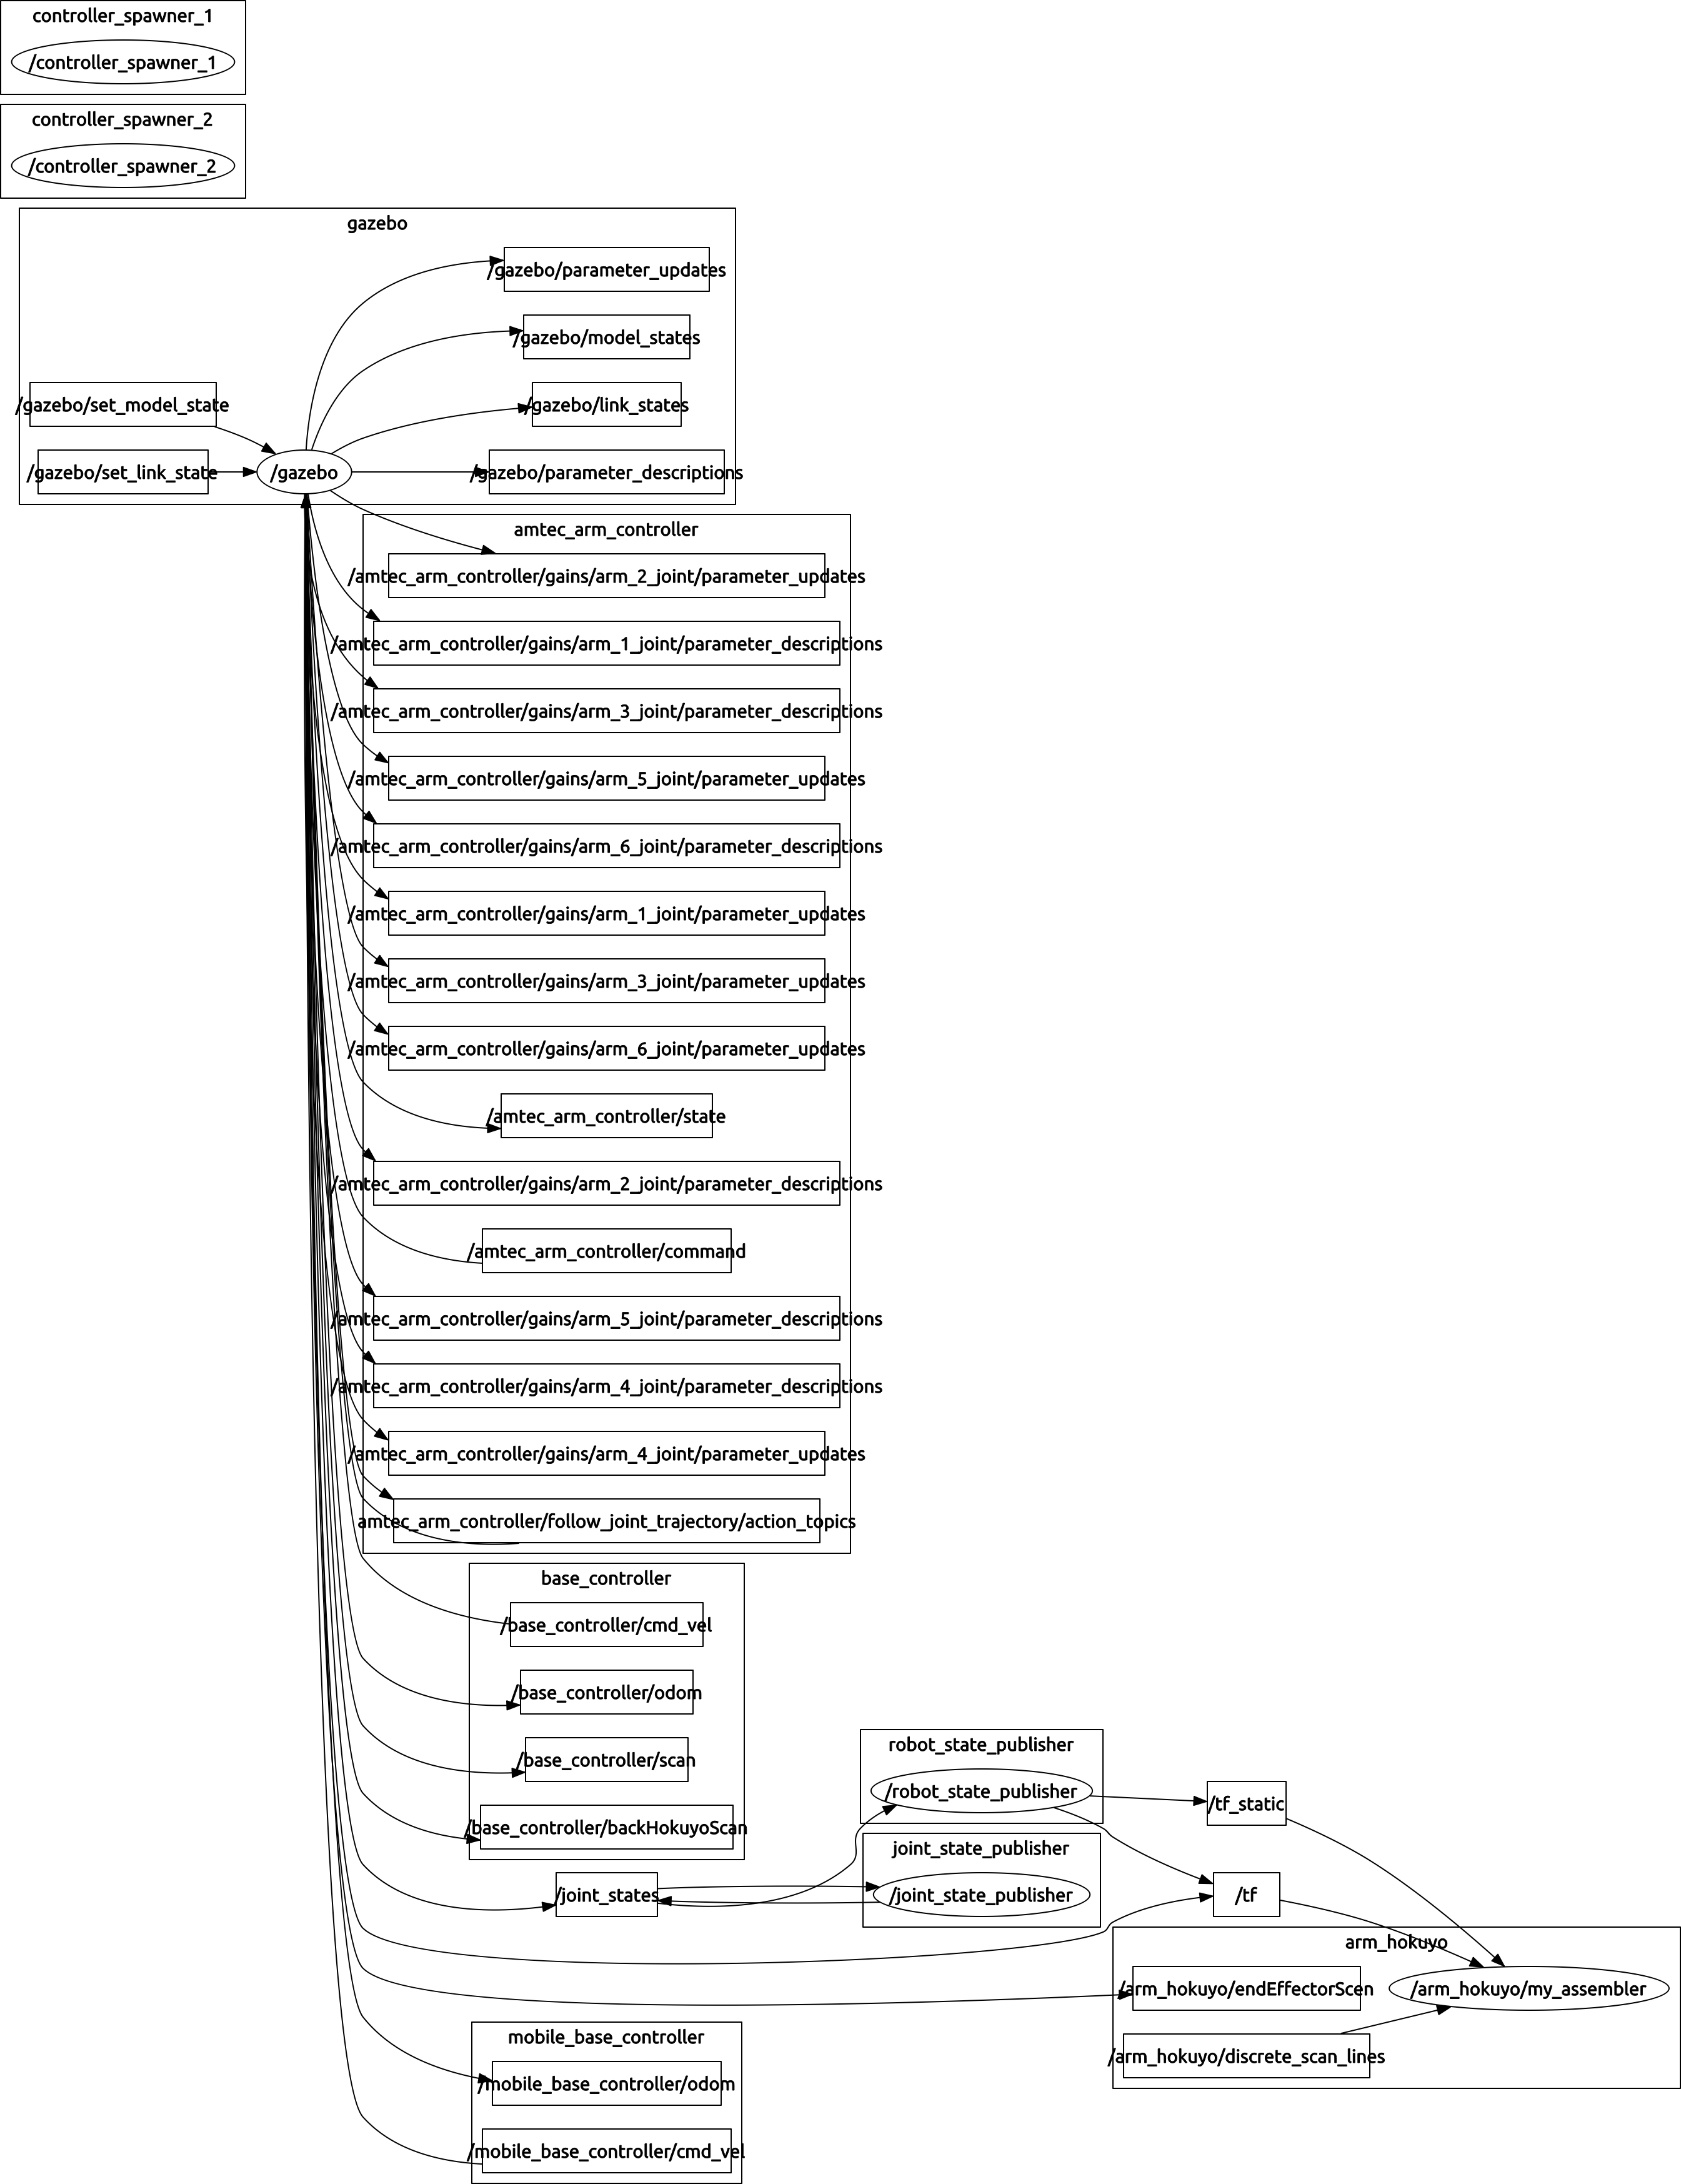 controller_spawner_1
/controller_spawner_1
controller_spawner_2
/controller_spawner_2
gazebo
/gazebo/parameter_updates
/gazebo/model_states
/gazebo/set_model_state
/gazebo/link_states
/gazebo/set_link_state
/gazebo
/gazebo/parameter_descriptions
amtec_arm_controller
/amtec_arm_controller/gains/arm_2_joint/parameter_updates
/amtec_arm_controller/gains/arm_1_joint/parameter_descriptions
/amtec_arm_controller/gains/arm_3_joint/parameter_descriptions
/amtec_arm_controller/gains/arm_5_joint/parameter_updates
/amtec_arm_controller/gains/arm_6_joint/parameter_descriptions
/amtec_arm_controller/gains/arm_1_joint/parameter_updates
/amtec_arm_controller/gains/arm_3_joint/parameter_updates
/amtec_arm_controller/gains/arm_6_joint/parameter_updates
/amtec_arm_controller/state
/amtec_arm_controller/gains/arm_2_joint/parameter_descriptions
/amtec_arm_controller/command
/amtec_arm_controller/gains/arm_5_joint/parameter_descriptions
/amtec_arm_controller/gains/arm_4_joint/parameter_descriptions
/amtec_arm_controller/gains/arm_4_joint/parameter_updates
amtec_arm_controller/follow_joint_trajectory/action_topics
base_controller
/base_controller/cmd_vel
/base_controller/odom
/base_controller/scan
/base_controller/backHokuyoScan
robot_state_publisher
/robot_state_publisher
/tf_static
joint_state_publisher
/joint_states
/joint_state_publisher
/tf
arm_hokuyo
/arm_hokuyo/endEffectorScen
/arm_hokuyo/my_assembler
/arm_hokuyo/discrete_scan_lines
mobile_base_controller
/mobile_base_controller/odom
/mobile_base_controller/cmd_vel